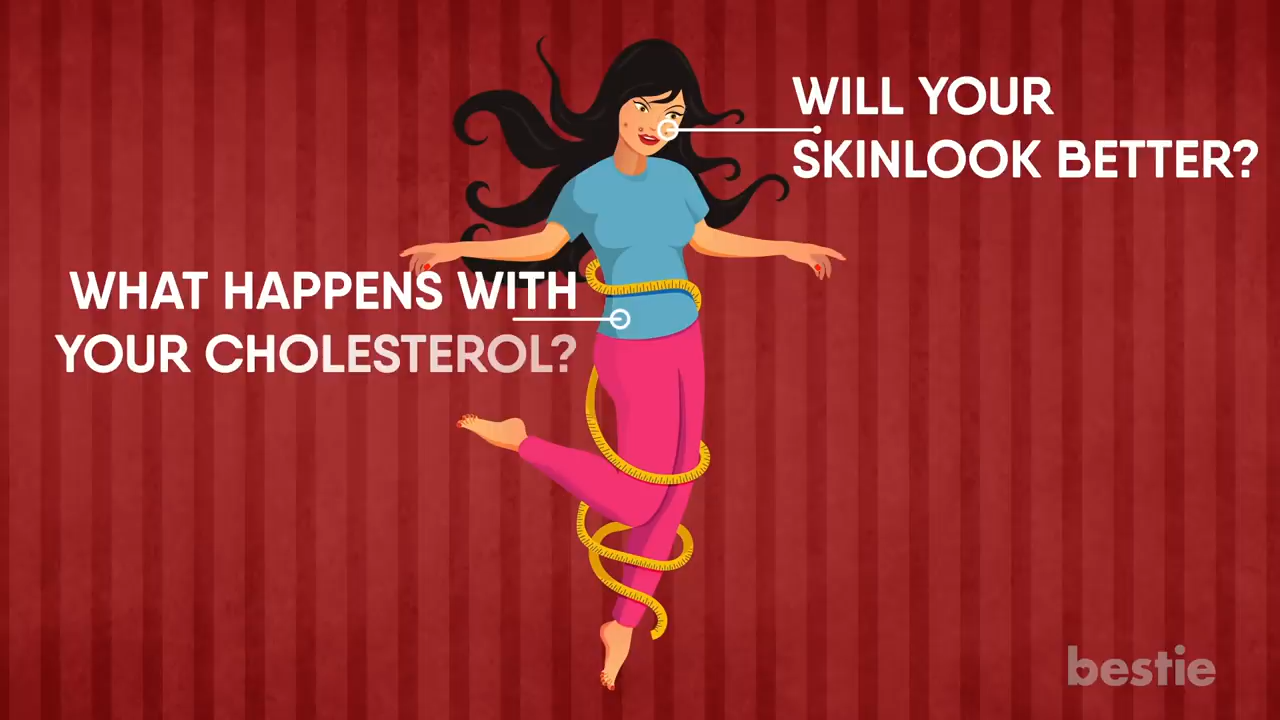 WILL YOUR
SKINLOOK BETTER?
WHAT HAPPENS WITH
YOUR CHOLESTEROL?
bestie